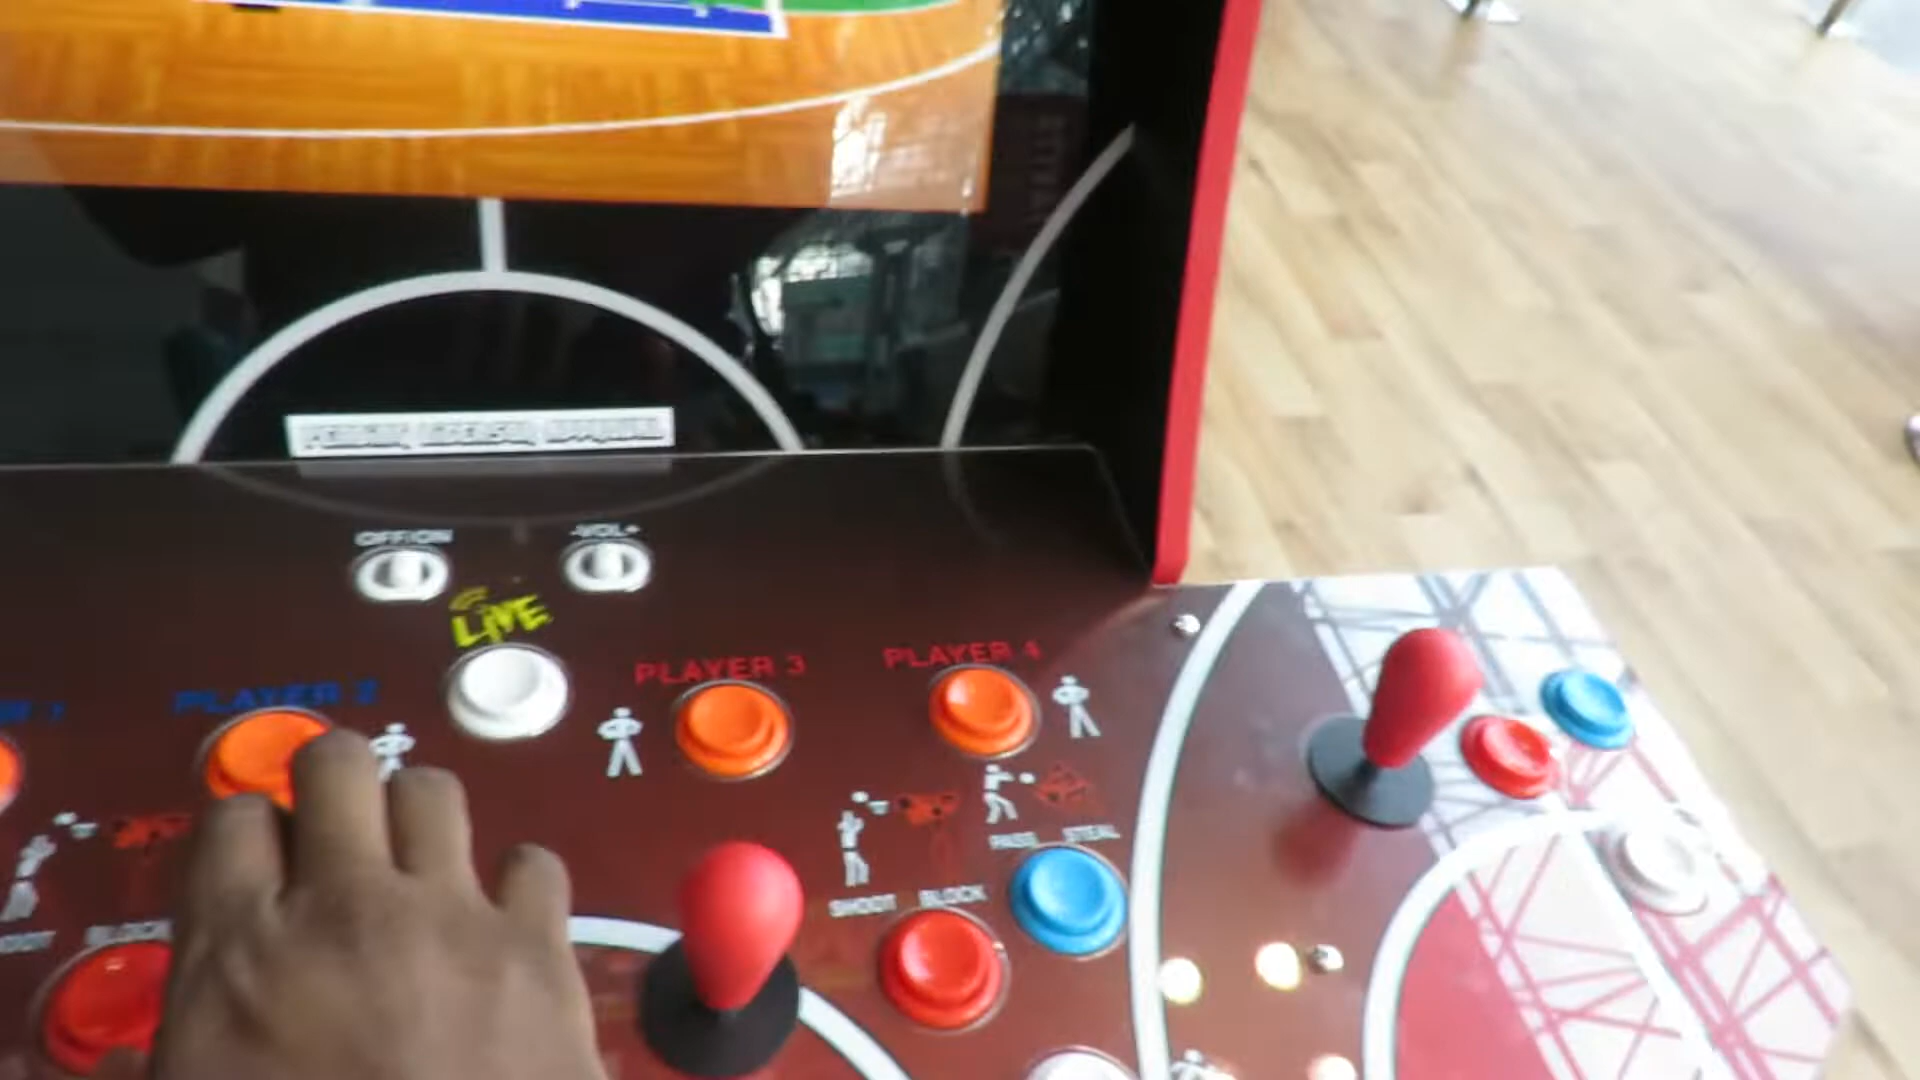 OFF/ON
-VOL+
LIVE
PLAYER 2
PLAYER 3
PLAYER 4
PASS STEAL
SHOOT BLOCK
BLOCK